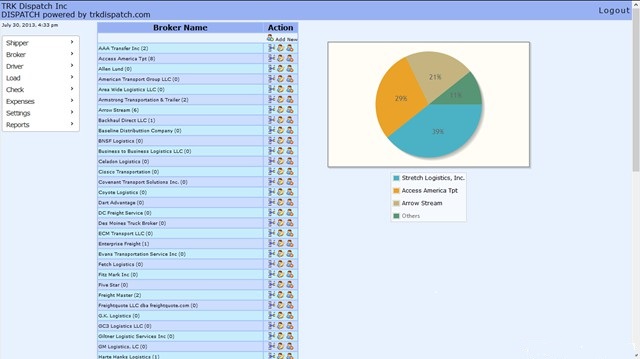 TRK Dispatch Inc
DISPATCH powered by trkdispatch.com
Logout
July 30, 2013, 4:33 pm
Shipper
Broker
Driver
Load
Check
Expenses
Settings
Reports
Broker Name Action
Add New
AAA Transfer Inc (2)
Access America Tpt (8)
Allen Lund (0)
American Transport Group LLC (0)
Area Wide Logistics LLC (0)
Armstrong Transportation & Trailer (2)
Arrow Stream (6)
Backhaul Direct LLC (1)
Baseline Distributtion Company (0)
BNSF Logistics (0)
Business to Business Logistics LLC (0)
Celadon Logistics (0)
Ciosco Transportation (0)
Covenant Transport Solutions Inc. (0)
Coyote Logistics (0)
Dart Advantage (0)
DC Freight Service (0)
Des Moines Truck Broker (0)
ECM Transport LLC (0)
Enterprise Freight (1)
Evans Transportation Service Inc (0)
Fetch Logistics (0)
Fitz Mark Inc (0)
Five Star (0)
Freight Master (2)
Freightquote LLC dba freightquote.com (0)
G.K. Logistics (0)
GC3 Logistics LLC (0)
Giltner Logistic Services Inc (0)
GM Logistics, LC (0)
Harte Hanks Logistics (1)
21%
11%
29%
39%
Stretch Logistics, Inc.
Access America Tpt
Arrow Stream
Others